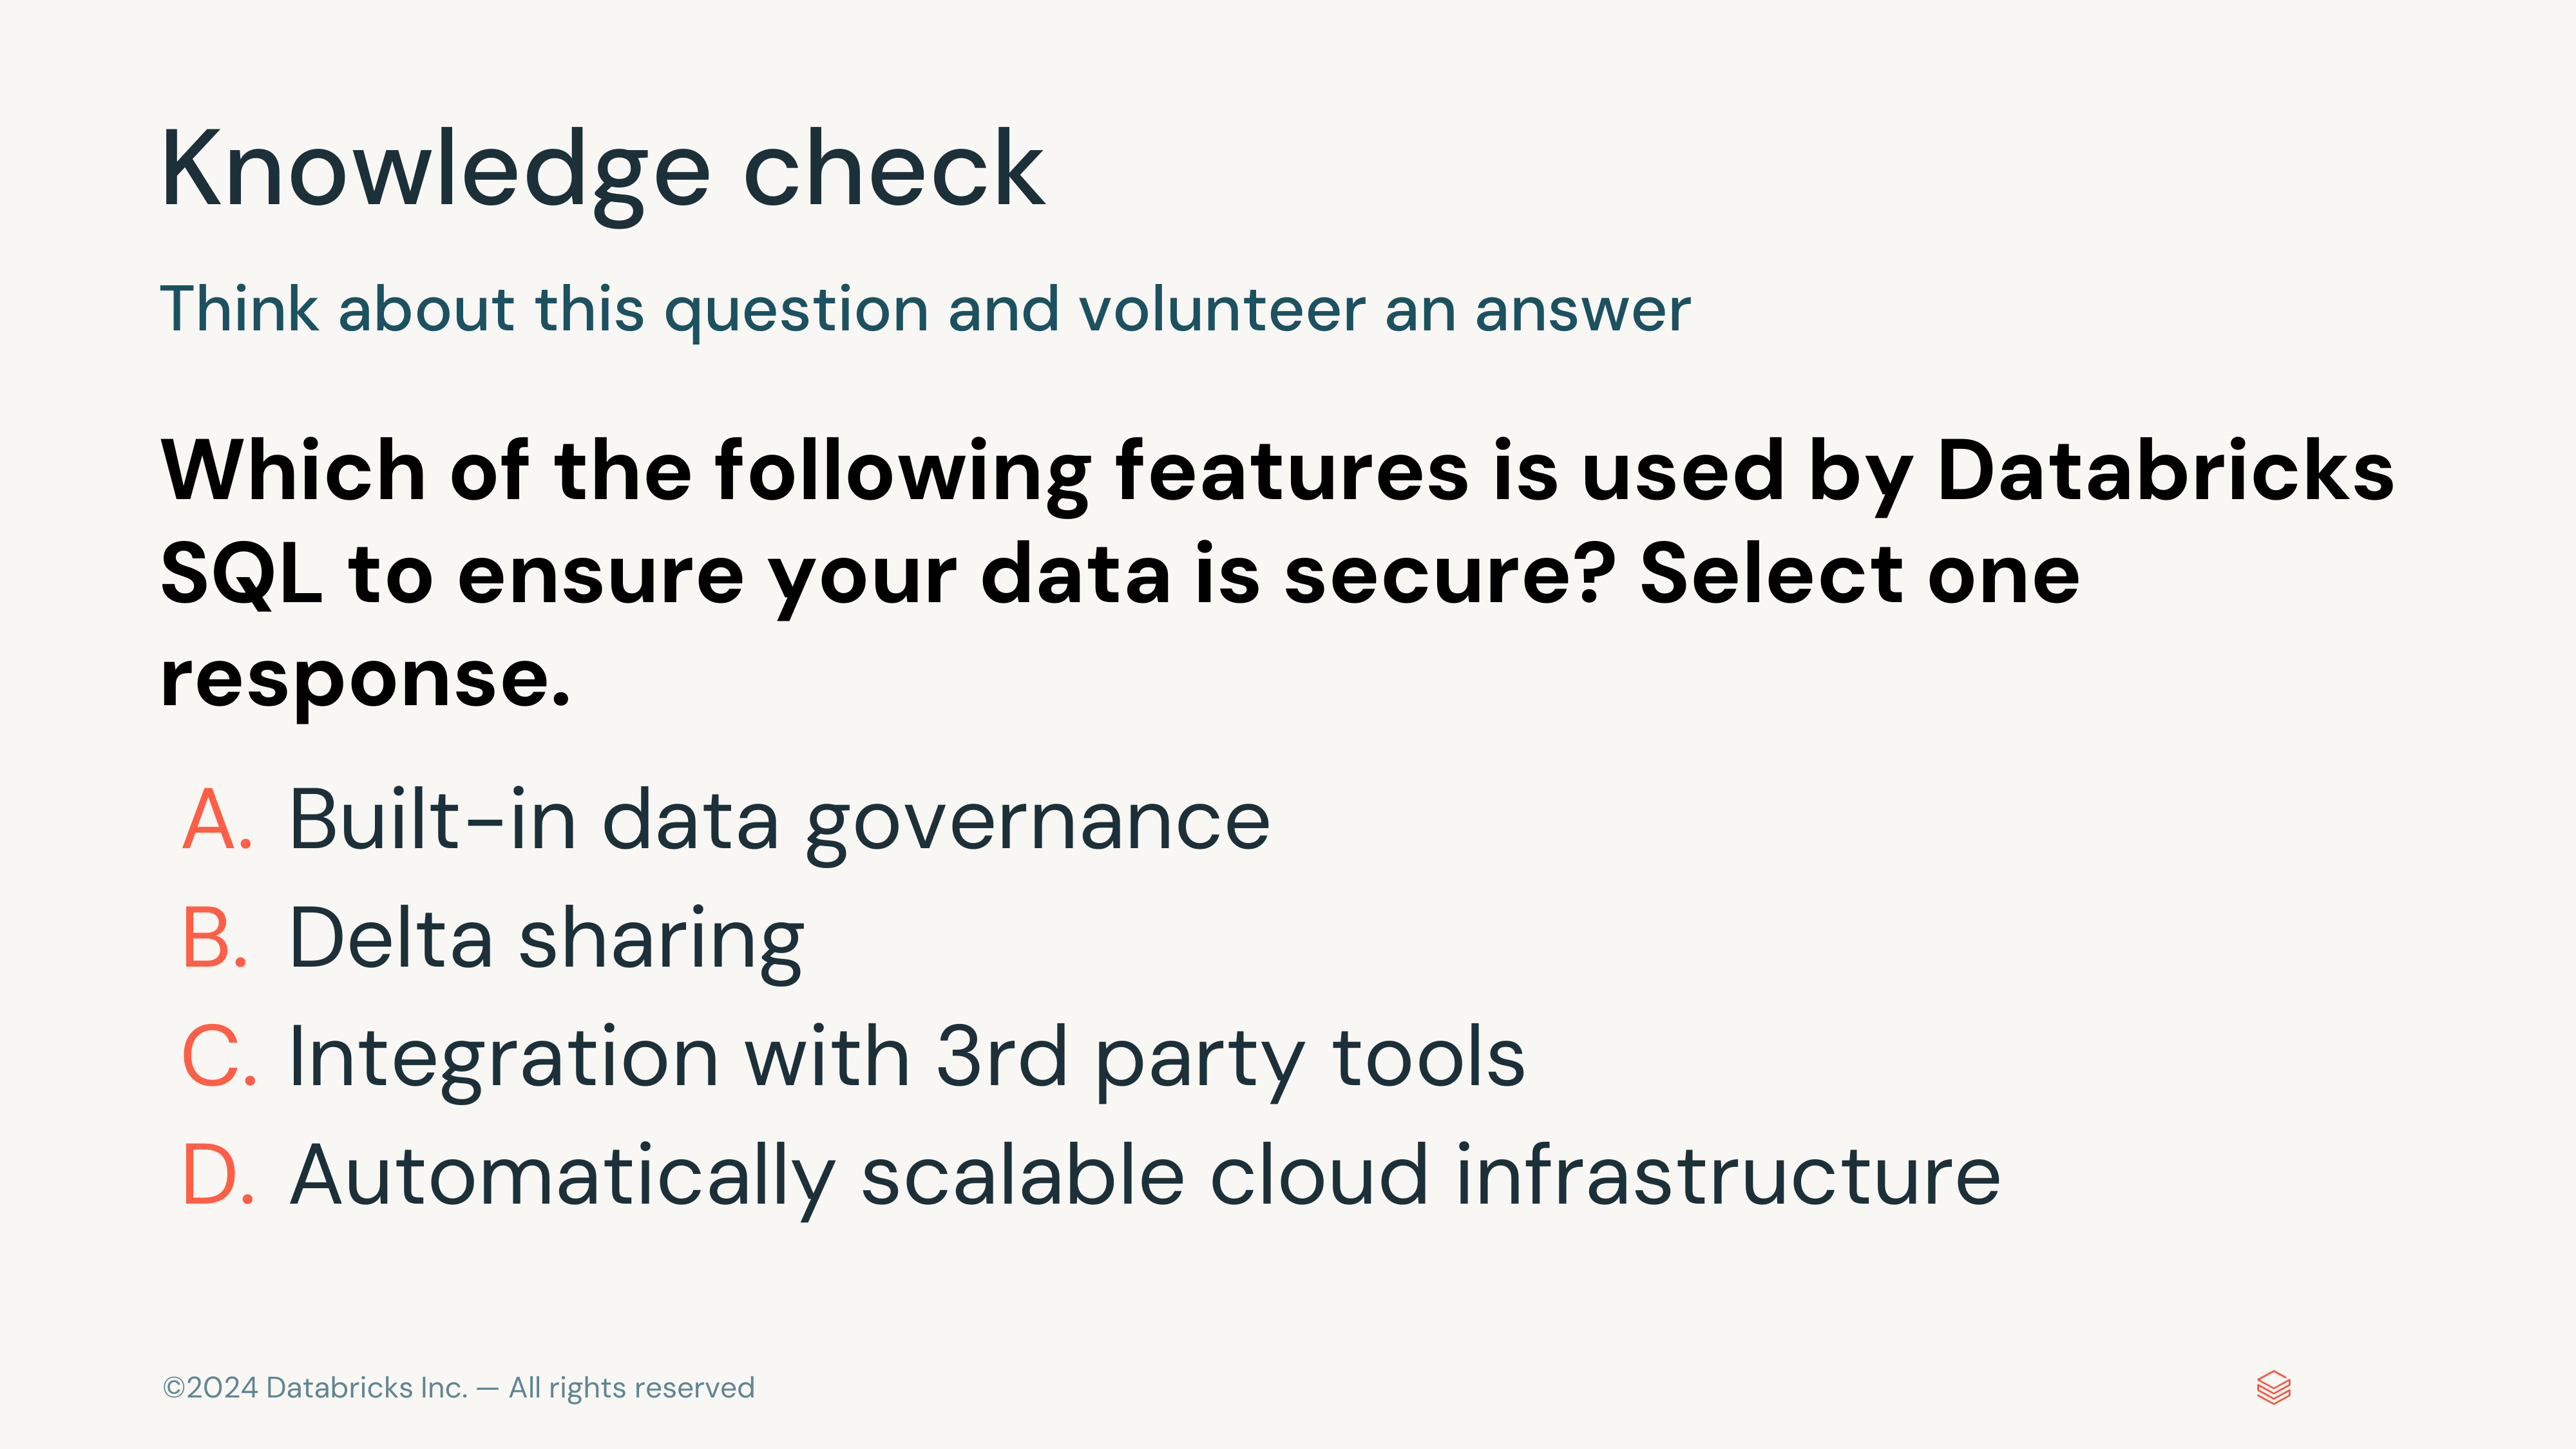 Knowledge check
Think about this question and volunteer an answer
Which of the following features is used by Databricks
SQL to ensure your data is secure? Select one
response.
A. Built-in data governance
B. Delta sharing
C. Integration with 3rd party tools
D. Automatically scalable cloud infrastructure
©2024 Databricks Inc. — All rights reserved